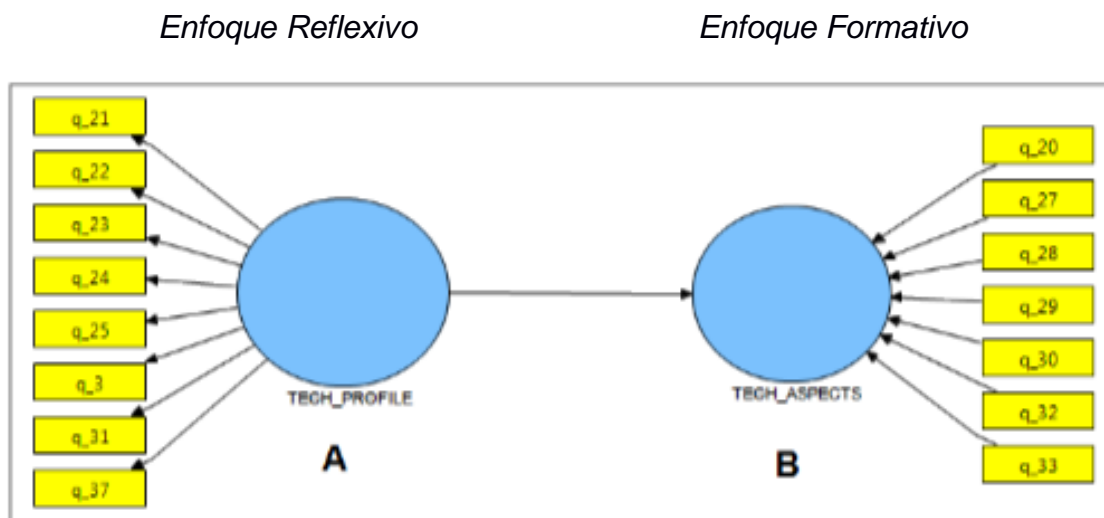 Enfoque Reflexivo
Enfoque Formativo
q_21
q_22
q_23
q_24
q_25
q_3
q_31
q_37
TECH_PROFILE
A
q_20
q_27
q_28
q_29
q_30
q_32
q_33
TECH_ASPECTS
B